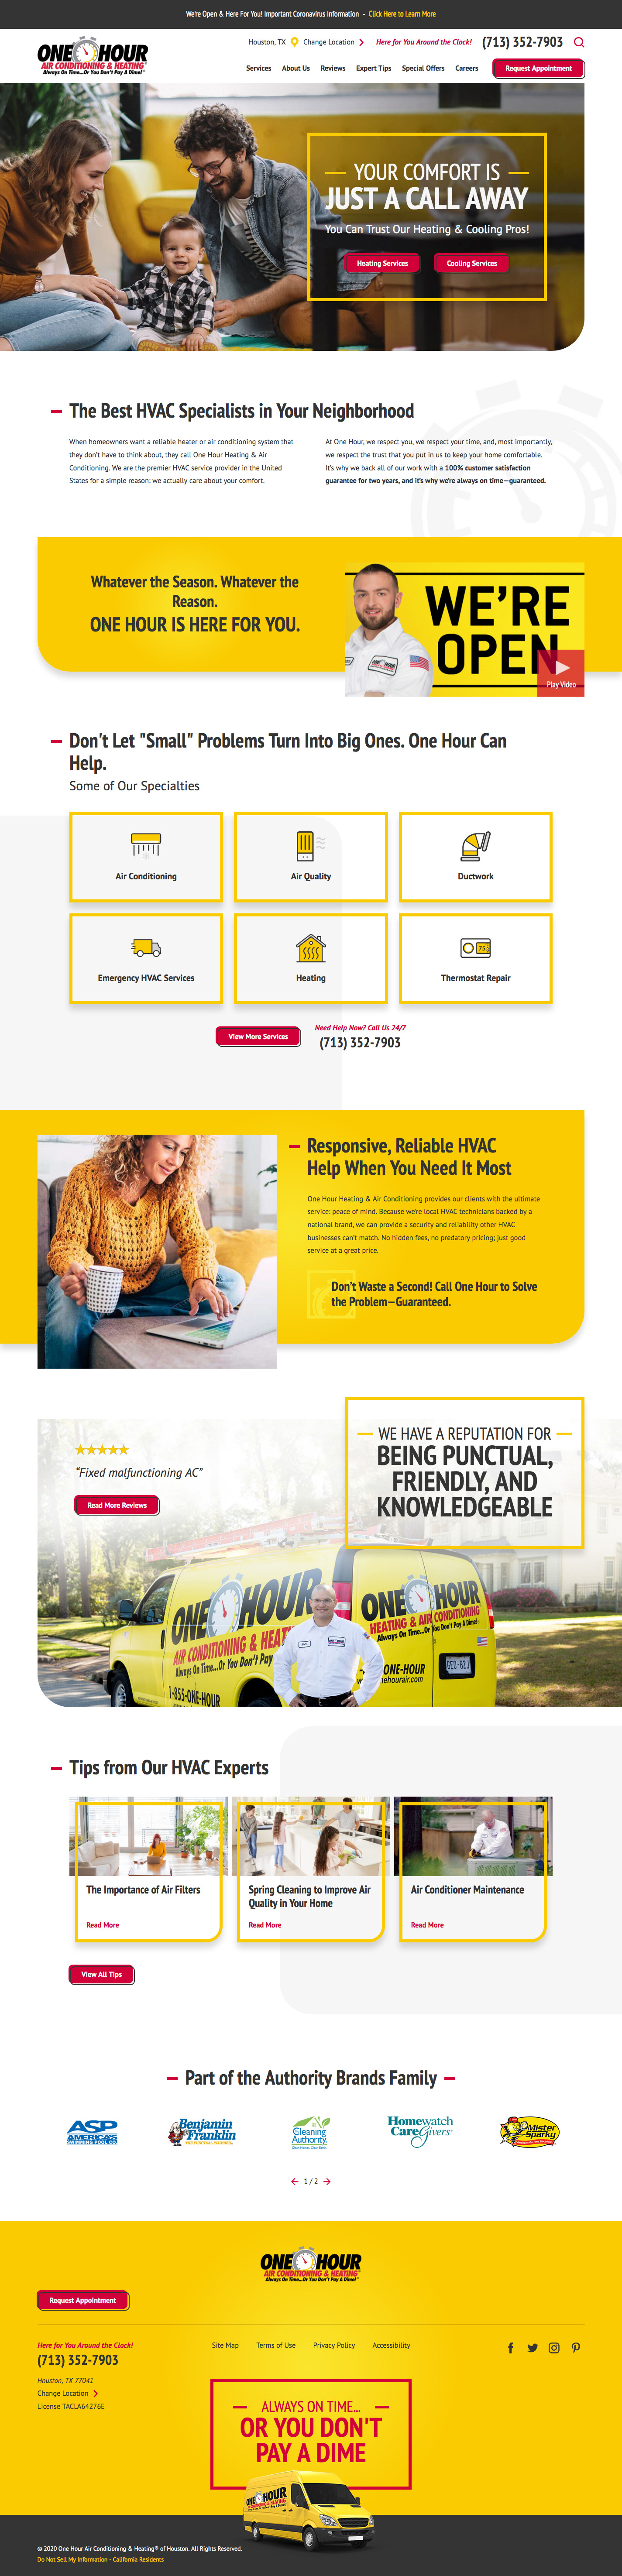 We're Open & Here For You! Important Coronavirus Information - Click Here to Learn More
ONE HOUR
AIR CONDITIONING & HEATING
Always On Time...Or You Don't Pay A Dime!
Houston, TX
Change Location
Here for You Around the Clock!
(713) 352-7903
Services
About Us
Reviews
Expert Tips
Special Offers
Careers
Request Appointment
YOUR COMFORT IS
JUST A CALL AWAY
You Can Trust Our Heating & Cooling Pros!
Heating Services
Cooling Services
The Best HVAC Specialists in Your Neighborhood
When homeowners want a reliable heater or air conditioning system that
they don't have to think about, they call One Hour Heating & Air
Conditioning. We are the premier HVAC service provider in the United
States for a simple reason: we actually care about your comfort.
At One Hour, we respect you, we respect your time, and, most importantly,
we respect the trust that you put in us to keep your home comfortable.
It's why we back all of our work with a 100% customer satisfaction
guarantee for two years, and it's why we're always on time—guaranteed.
Whatever the Season. Whatever the
Reason.
ONE HOUR IS HERE FOR YOU.
WE'RE
OPEN
Play Video
Don't Let "Small" Problems Turn Into Big Ones. One Hour Can
Help.
Some of Our Specialties
Air Conditioning
Air Quality
Ductwork
75
Emergency HVAC Services
Heating
Thermostat Repair
View More Services
Need Help Now? Call Us 24/7
(713) 352-7903
Responsive, Reliable HVAC
Help When You Need It Most
One Hour Heating & Air Conditioning provides our clients with the ultimate
service: peace of mind. Because we're local HVAC technicians backed by a
national brand, we can provide a security and reliability other HVAC
businesses can't match. No hidden fees, no predatory pricing; just good
service at a great price.
Don't Waste a Second! Call One Hour to Solve
the Problem—Guaranteed.
WE HAVE A REPUTATION FOR
BEING PUNCTUAL,
FRIENDLY, AND
KNOWLEDGEABLE
"Fixed malfunctioning AC"
Read More Reviews
ONE HOUR
AIR CONDITIONING & HEAT
Always On Time...Or You Don't Pay
1-855-ONE-HOUR
ONE HOUR
HEATING & AIR CONDITIONING
Always On Time...Or You Don't Pay A Dime!
ONE-HOUR
nehourair.com
Tips from Our HVAC Experts
The Importance of Air Filters
Read More
Spring Cleaning to Improve Air
Quality in Your Home
Read More
Air Conditioner Maintenance
Read More
View All Tips
Part of the Authority Brands Family
ASP
AMERICA'S
SWIMMING POOL CO
Benjamin
Franklin
THE PUNCTUAL PLUMBER
Cleaning
Authority
Homewatch
CareGivers
Mister
Sparky
1 / 2
ONE HOUR
AIR CONDITIONING & HEATING
Always On Time...Or You Don't Pay A Dime!
Request Appointment
Here for You Around the Clock!
(713) 352-7903
Houston, TX 77041
Change Location
License TACLA64276E
Site Map
Terms of Use
Privacy Policy
Accessibility
ALWAYS ON TIME...
OR YOU DON'T
PAY A DIME
ONE HOUR
© 2020 One Hour Air Conditioning & Heating® of Houston. All Rights Reserved.
Do Not Sell My Information - California Residents